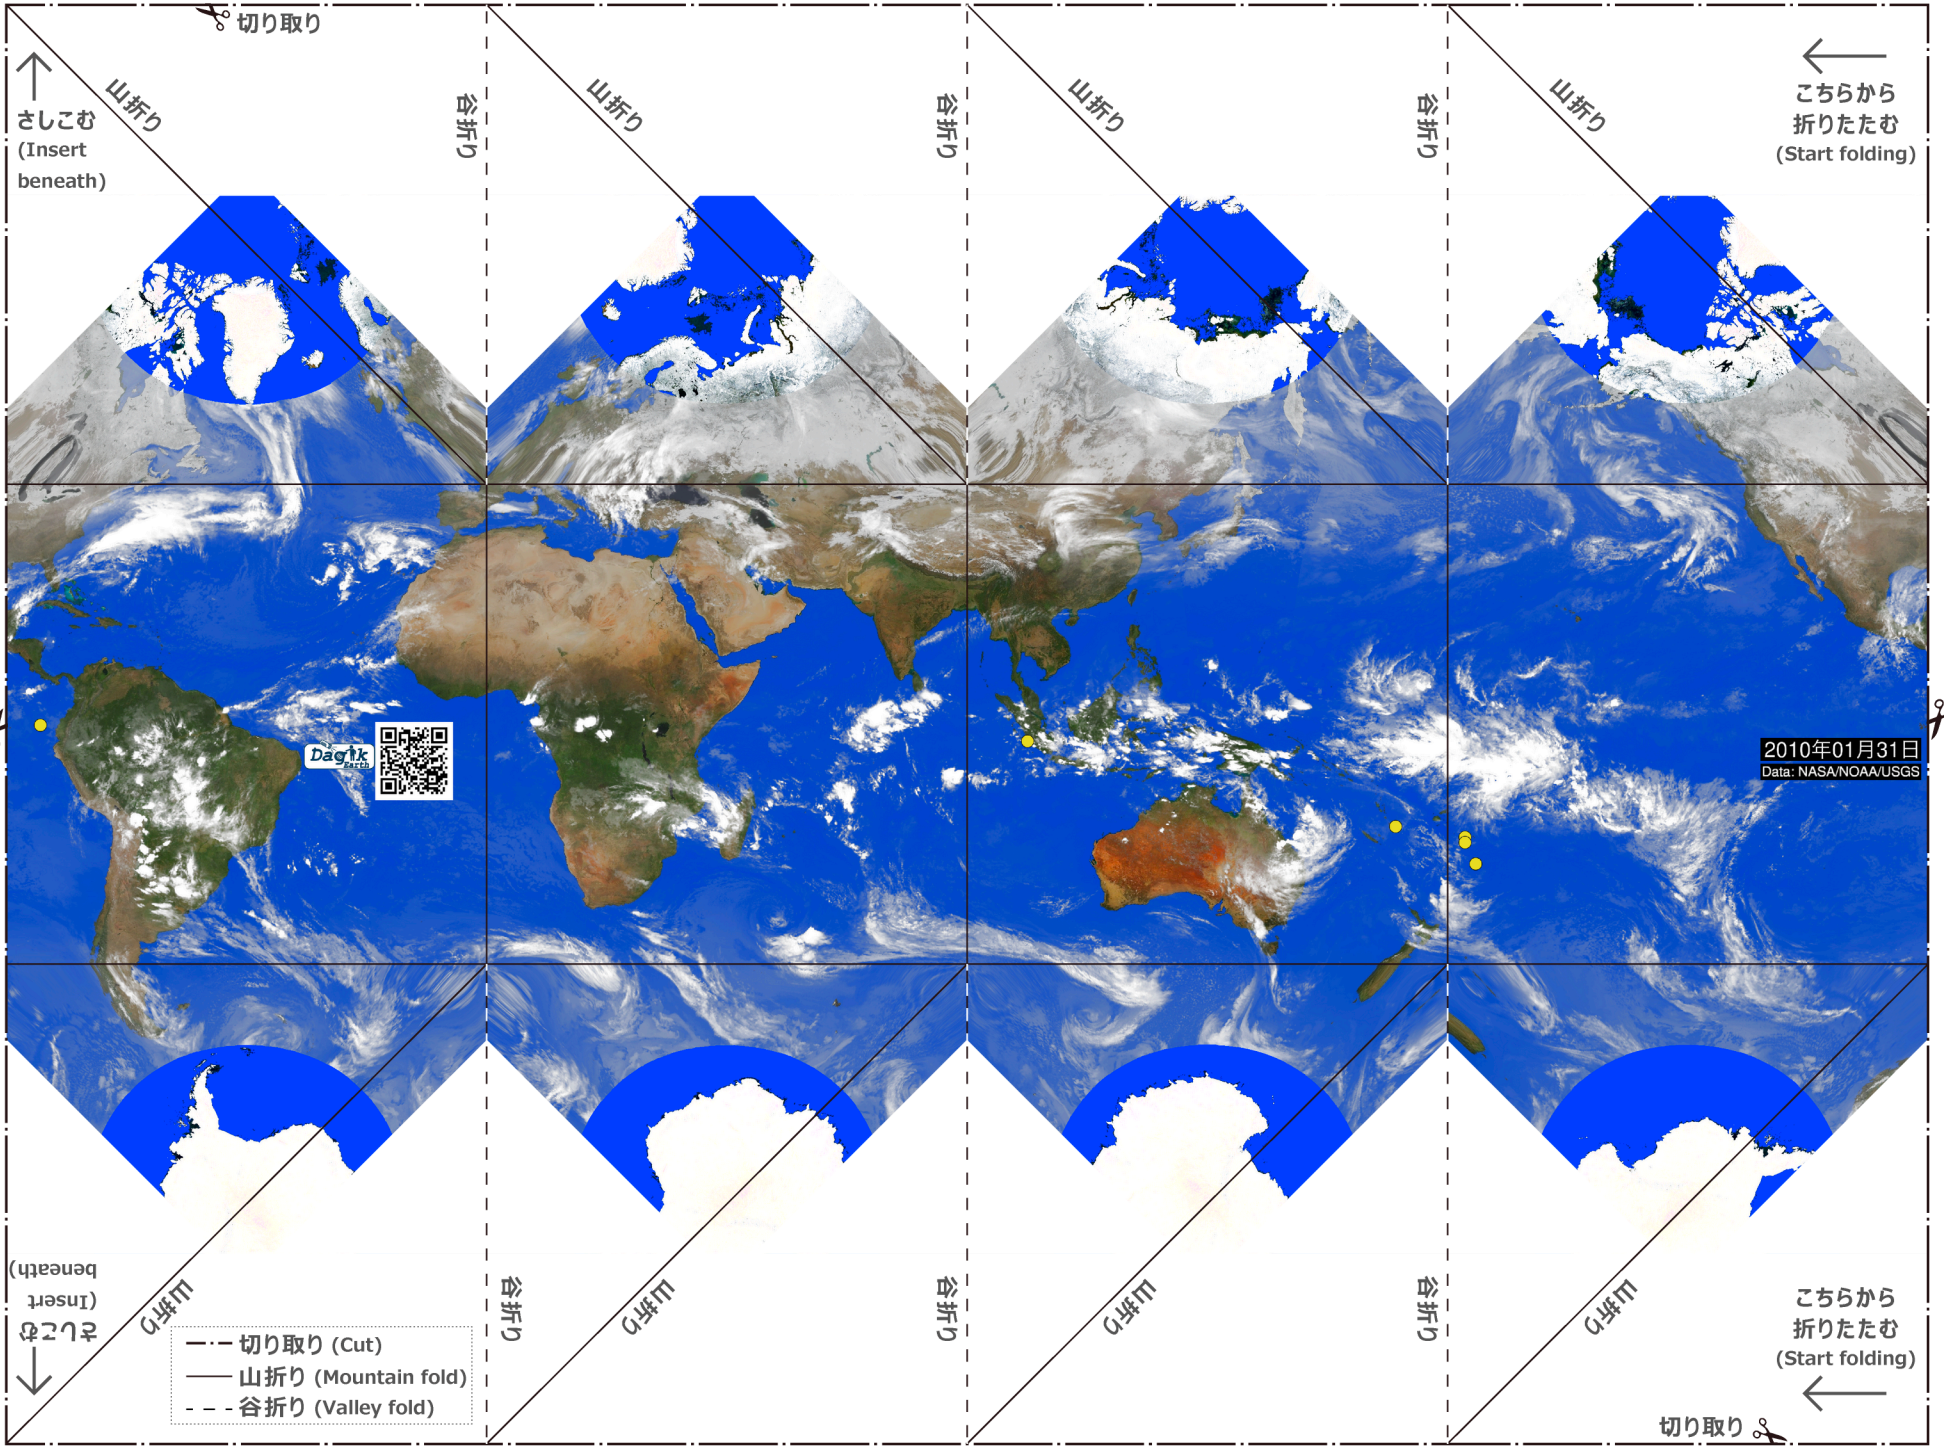 切り取り
さしこむ
(Insert
beneath)
山折り
谷折り
山折り
谷折り
山折り
谷折り
山折り
こちらから
折りたたむ
(Start folding)
Dagik
Earth
2010年01月31日
Data: NASA/NOAA/USGS
さしこむ
(Insert
beneath)
山折り
谷折り
山折り
谷折り
山折り
谷折り
山折り
こちらから
折りたたむ
(Start folding)
切り取り (Cut)
山折り (Mountain fold)
谷折り (Valley fold)
切り取り